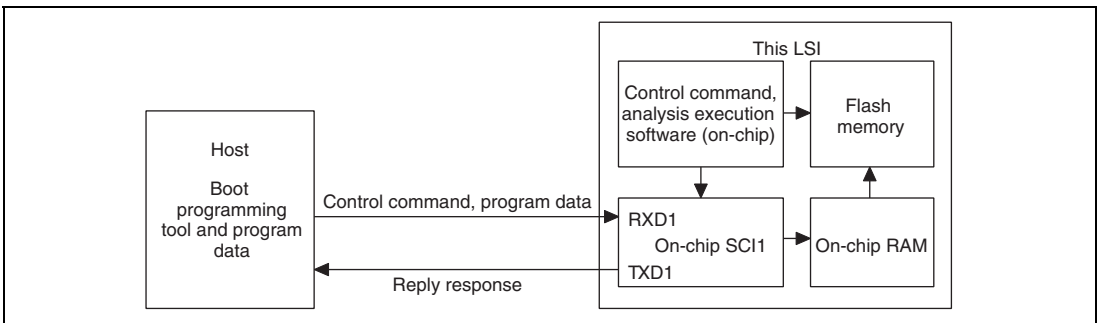 Host
Boot
programming
tool and program
data
Control command, program data
Reply response
This LSI
Control command,
analysis execution
software (on-chip)
Flash
memory
RXD1
On-chip SCI1
TXD1
On-chip RAM